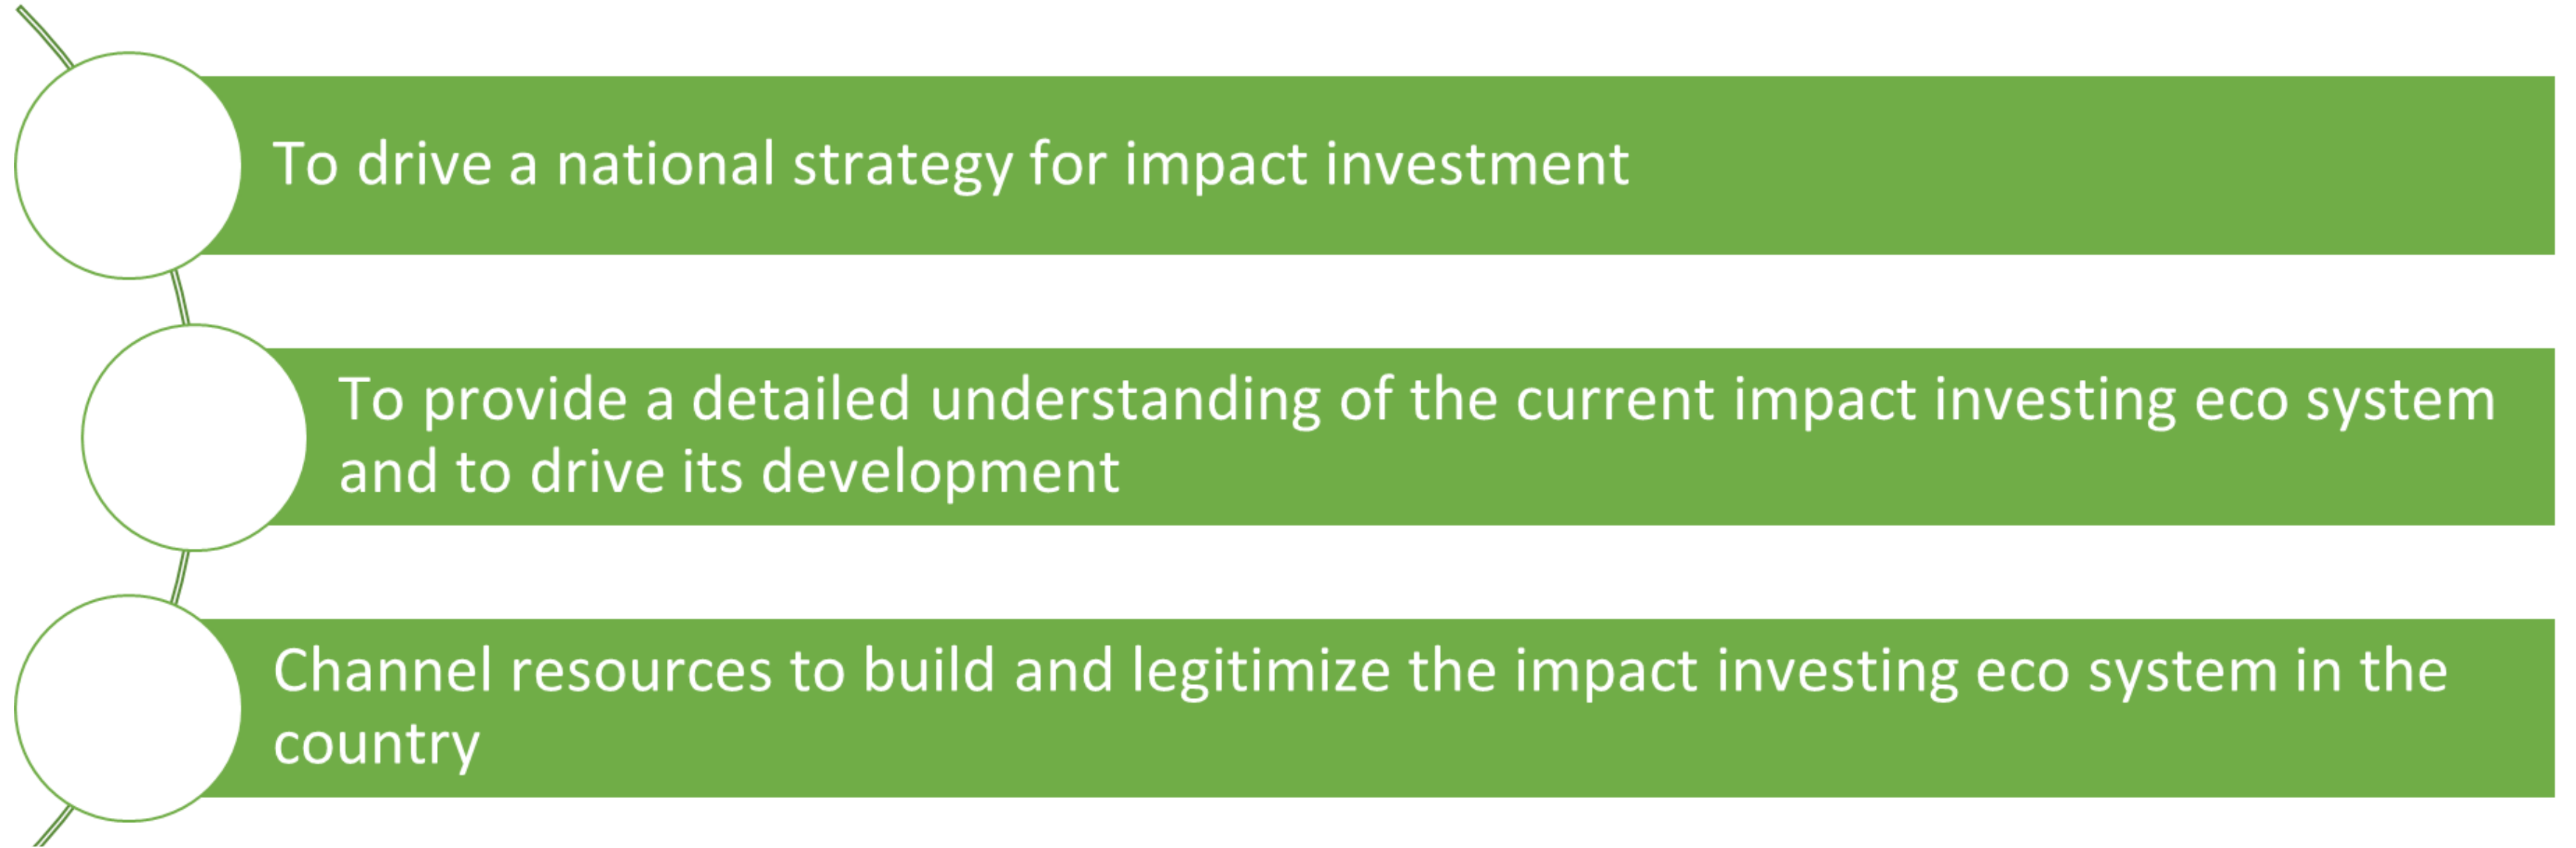 To drive a national strategy for impact investment
To provide a detailed understanding of the current impact investing eco system
and to drive its development
Channel resources to build and legitimize the impact investing eco system in the
country